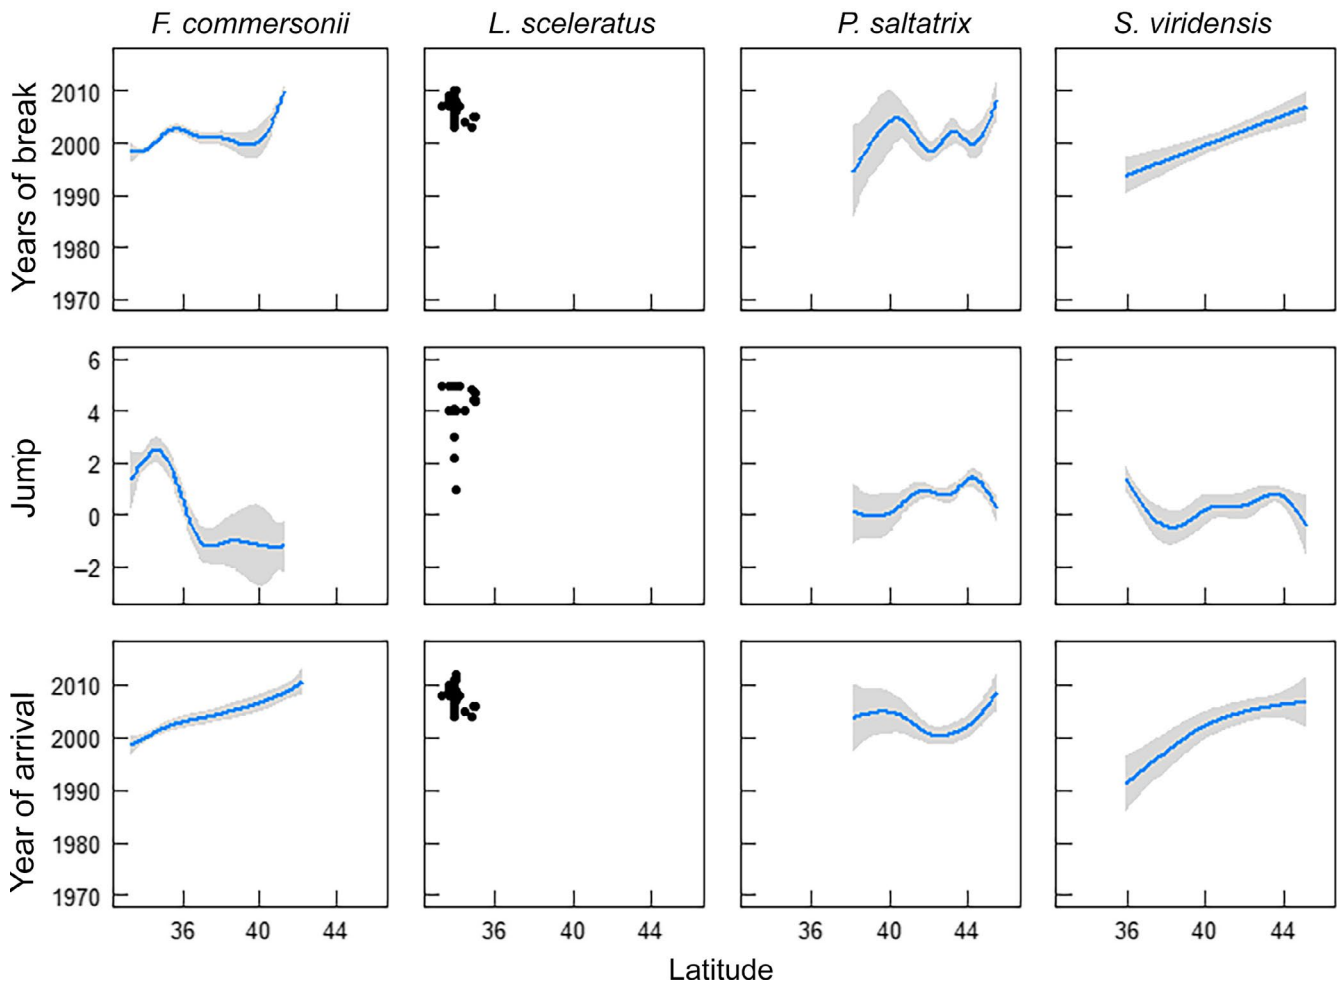 F. commersonii L. sceleratus P. saltatrix S. viridensis
Years of break
2010
2000
1990
1980
1970
Jump
6
4
2
0
−2
Year of arrival
2010
2000
1990
1980
1970
36 40 44 36 40 44 36 40 44 36 40 44
Latitude